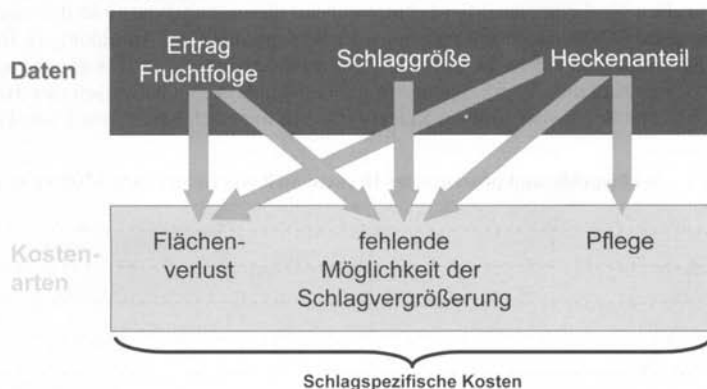 Daten
Ertrag
Fruchtfolge
Schlaggröße
Heckenanteil
Kosten-
arten
Flächen-
verlust
fehlende
Möglichkeit der
Schlagvergrößerung
Pflege
Schlagspezifische Kosten